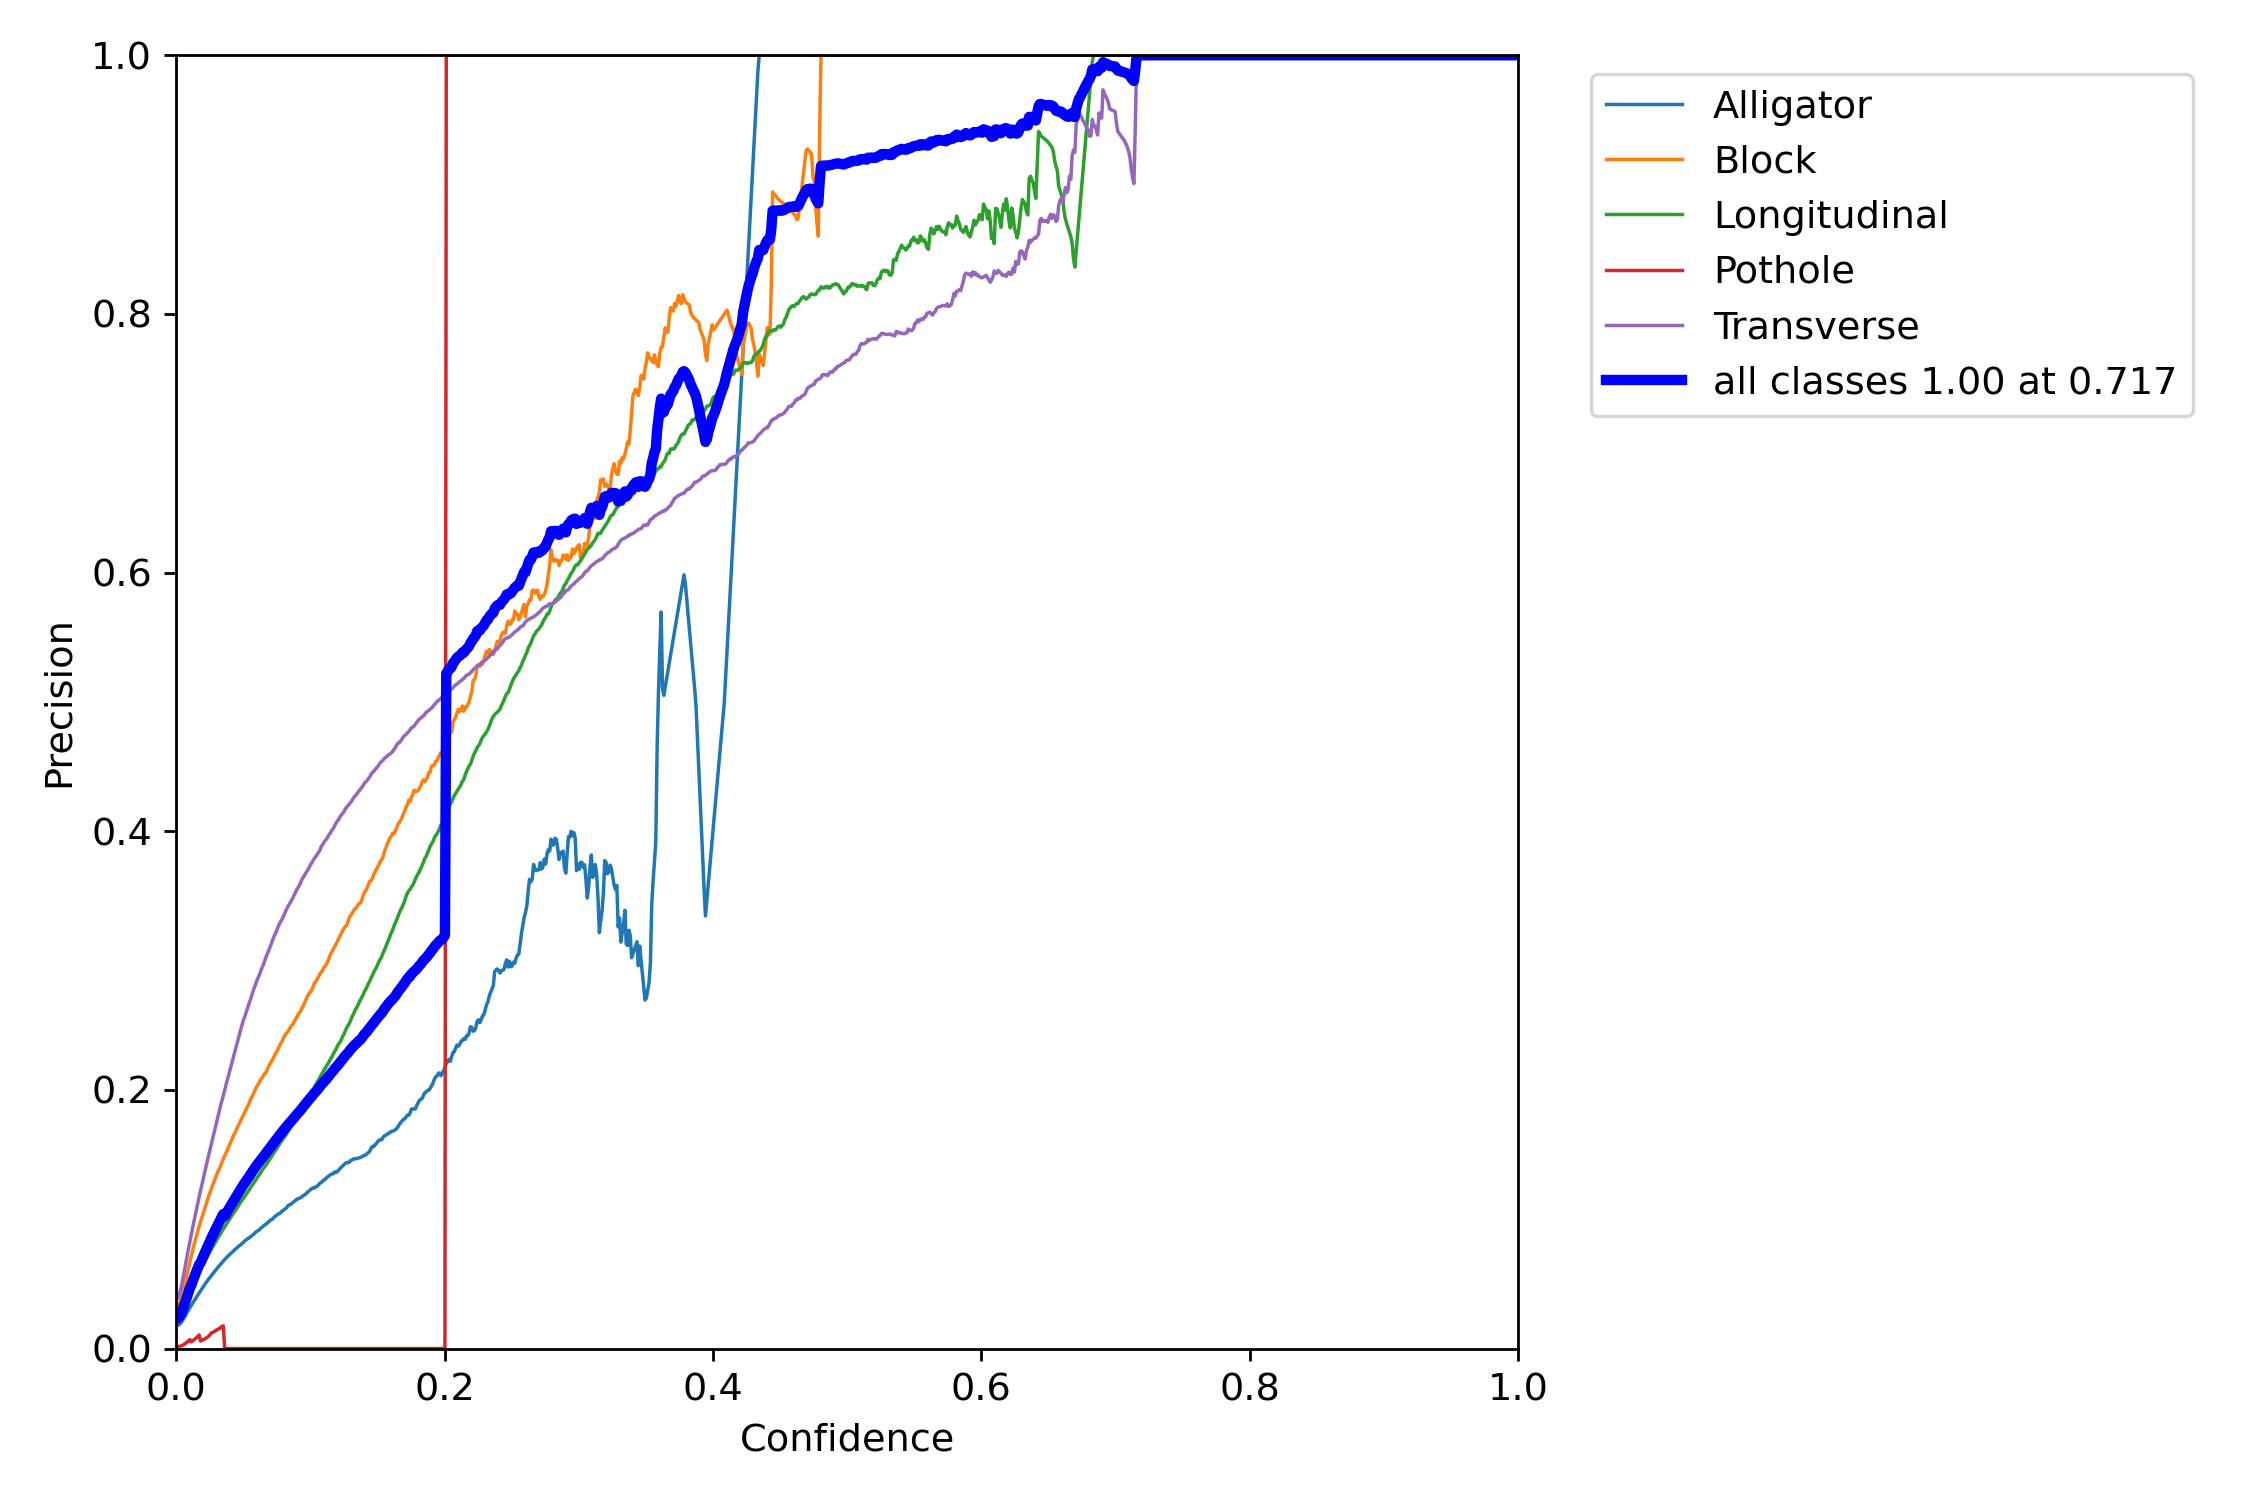 1.0
0.8
0.6
0.4
0.2
0.0
Precision
0.0 0.2 0.4 0.6 0.8 1.0
Confidence
Alligator
Block
Longitudinal
Pothole
Transverse
all classes 1.00 at 0.717